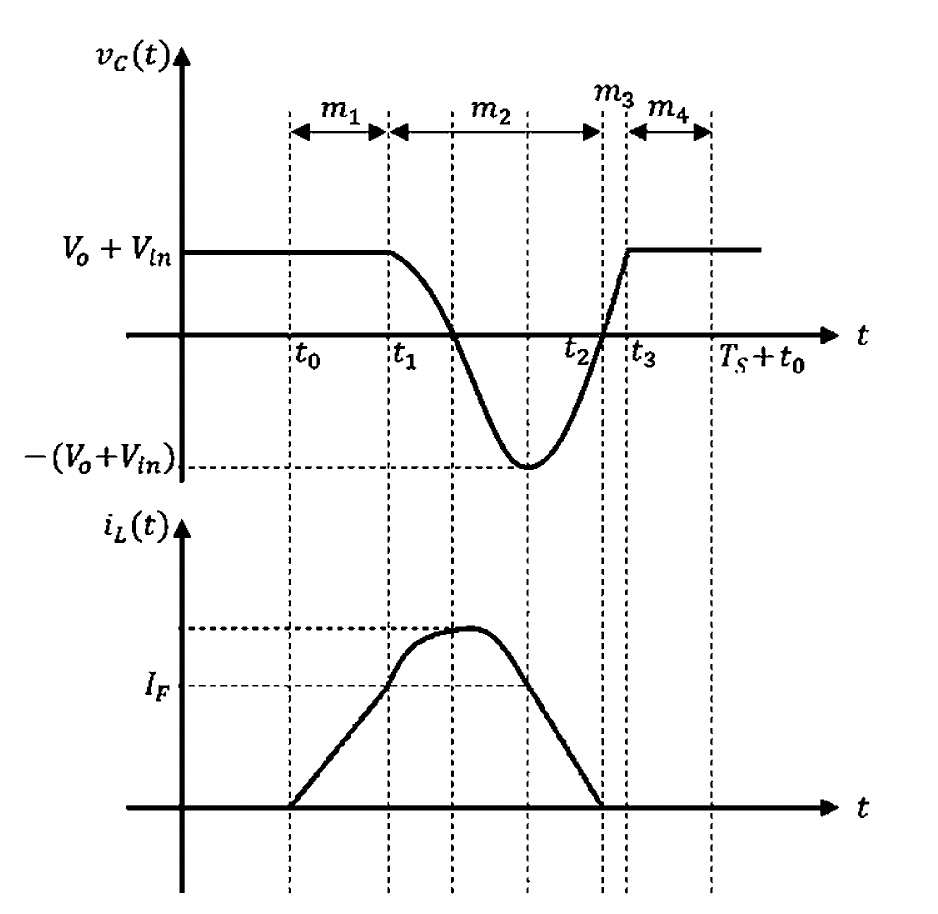 v_C(t)
m_1 m_2 m_3 m_4
V_o + V_in
t
t_0 t_1 t_2 t_3 T_S + t_0
−(V_o+V_in)
i_L(t)
I_F
t